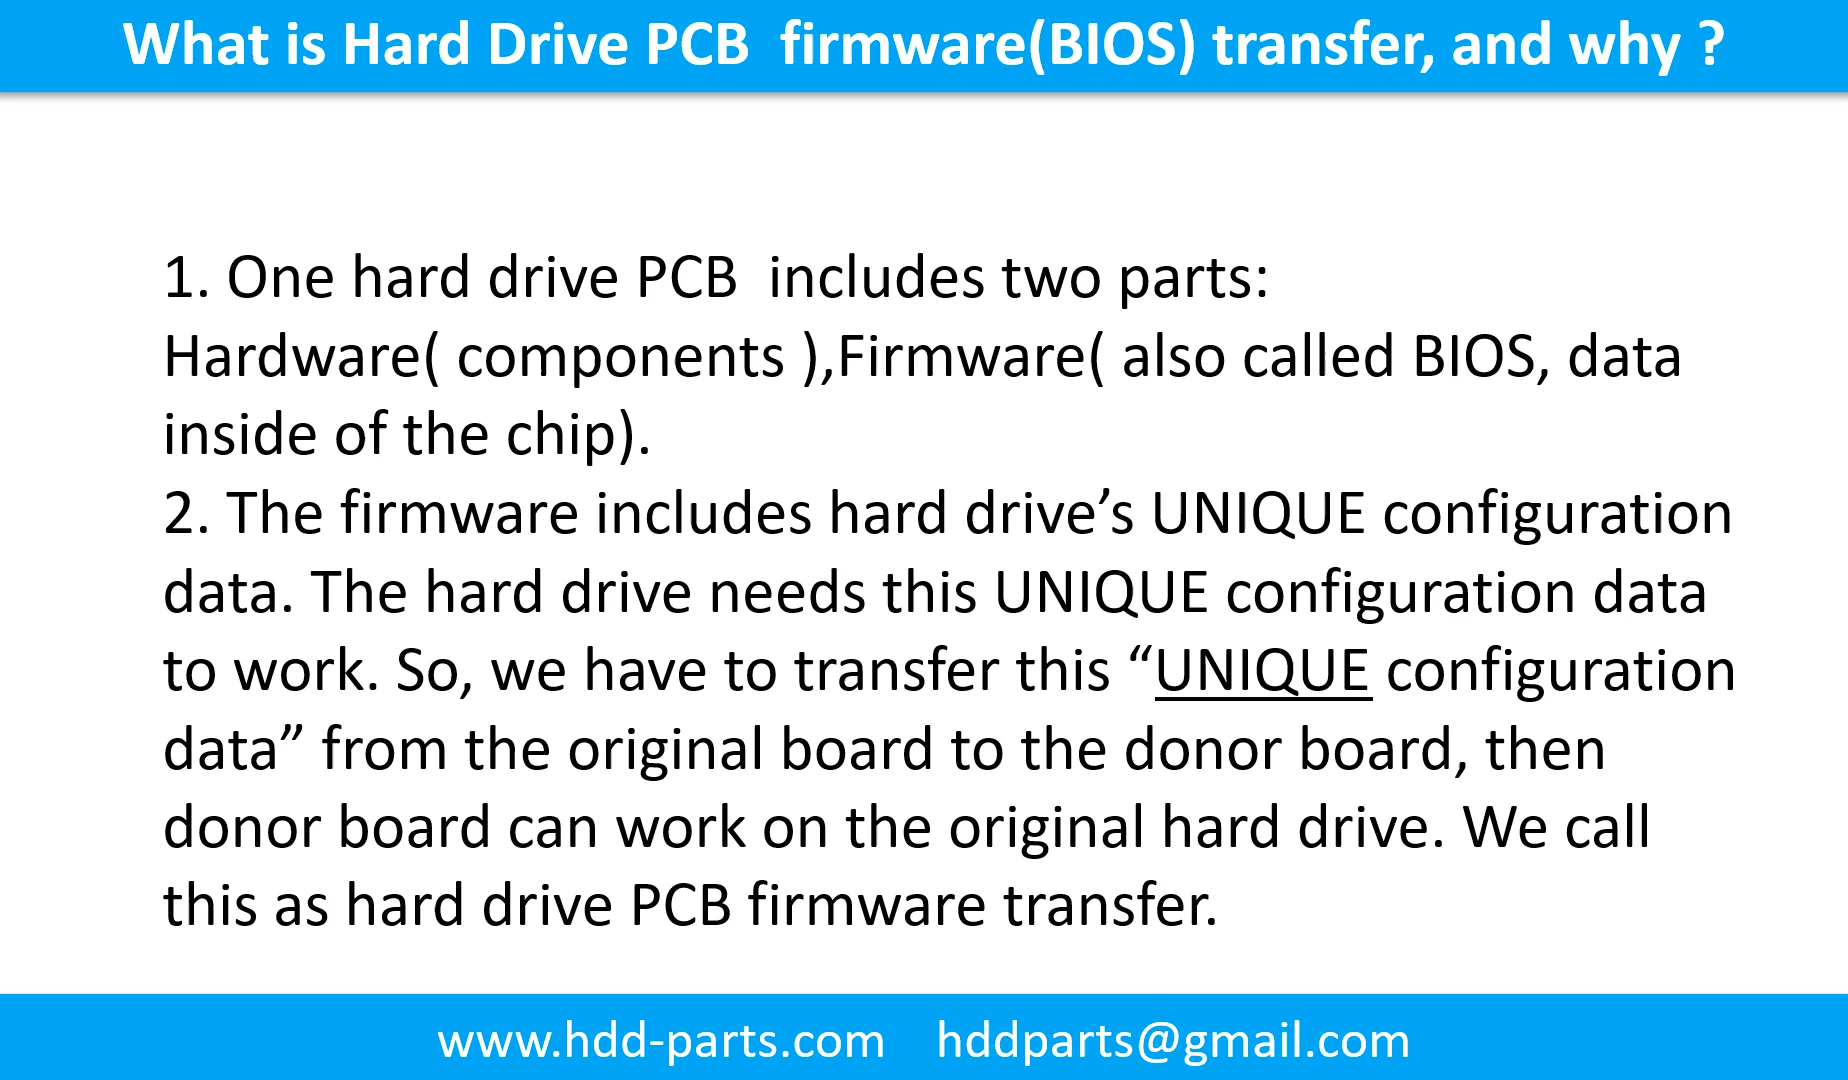 What is Hard Drive PCB  firmware(BIOS) transfer, and why ?
1. One hard drive PCB  includes two parts:
Hardware( components ),Firmware( also called BIOS, data
inside of the chip).
2. The firmware includes hard drive’s UNIQUE configuration
data. The hard drive needs this UNIQUE configuration data
to work. So, we have to transfer this “UNIQUE configuration
data” from the original board to the donor board, then
donor board can work on the original hard drive. We call
this as hard drive PCB firmware transfer.
www.hdd-parts.com    hddparts@gmail.com